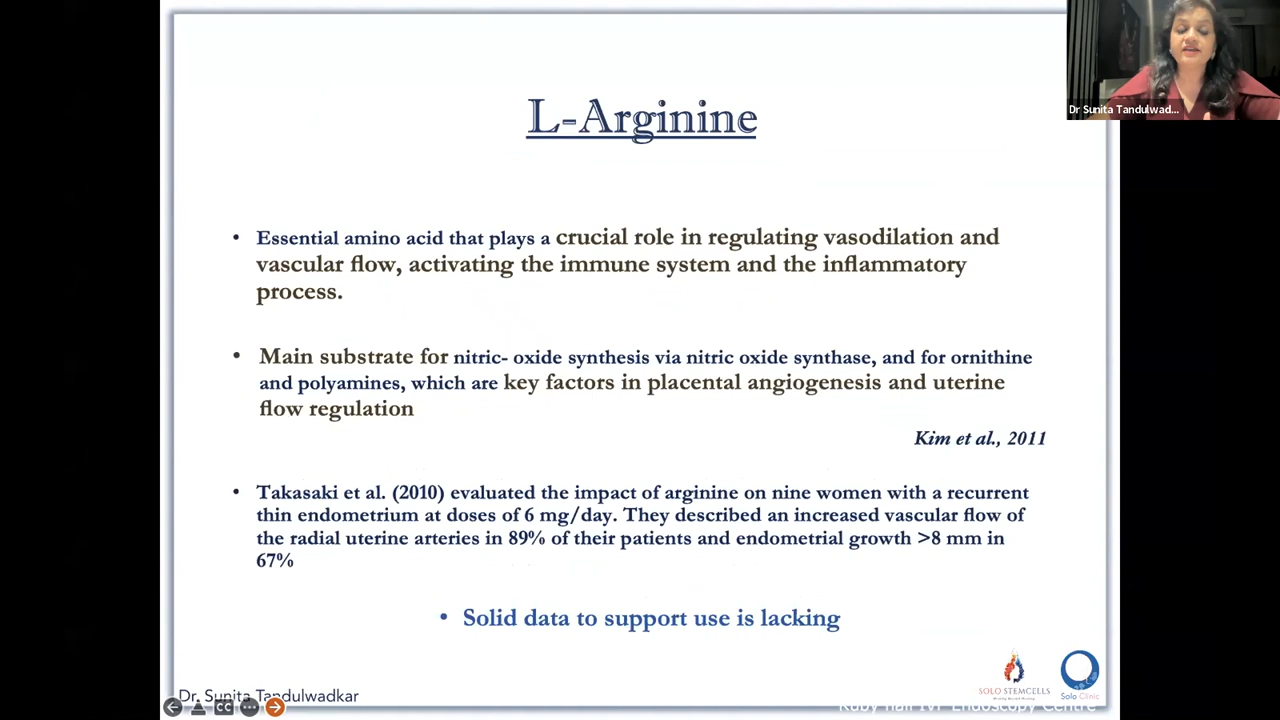 Dr Sunita Tandulwad...
L-Arginine
• Essential amino acid that plays a crucial role in regulating vasodilation and
vascular flow, activating the immune system and the inflammatory
process.
• Main substrate for nitric- oxide synthesis via nitric oxide synthase, and for ornithine
and polyamines, which are key factors in placental angiogenesis and uterine
flow regulation
Kim et al., 2011
• Takasaki et al. (2010) evaluated the impact of arginine on nine women with a recurrent
thin endometrium at doses of 6 mg/day. They described an increased vascular flow of
the radial uterine arteries in 89% of their patients and endometrial growth >8 mm in
67%
• Solid data to support use is lacking
SOLO STEMCELLS
Solo Clinic
Dr. Sunita Tandulwadkar
CC
Endoscopy Centre